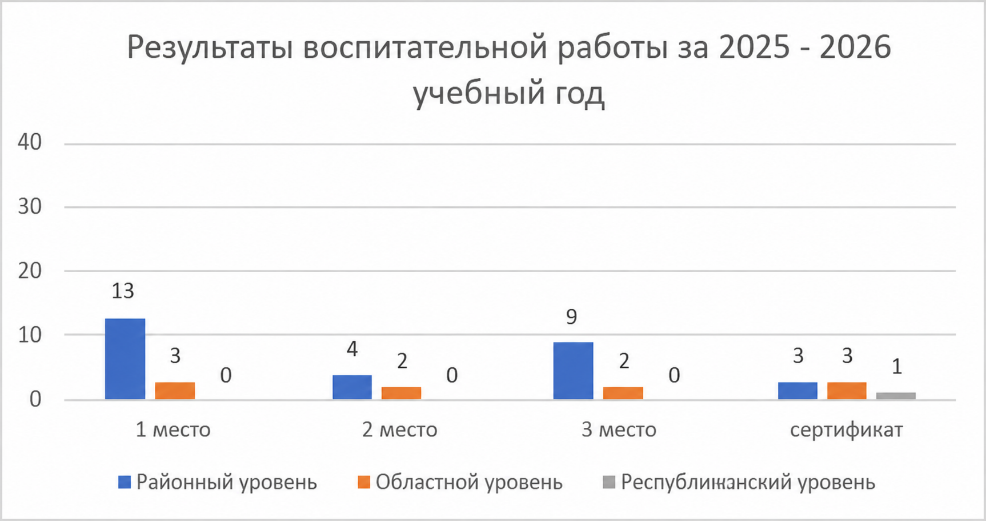 Результаты воспитательной работы за 2025 - 2026
учебный год
40
30
20
10
0
13
3
0
4
2
0
9
2
0
3
3
1
1 место
2 место
3 место
сертификат
Районный уровень
Областной уровень
Республиканский уровень